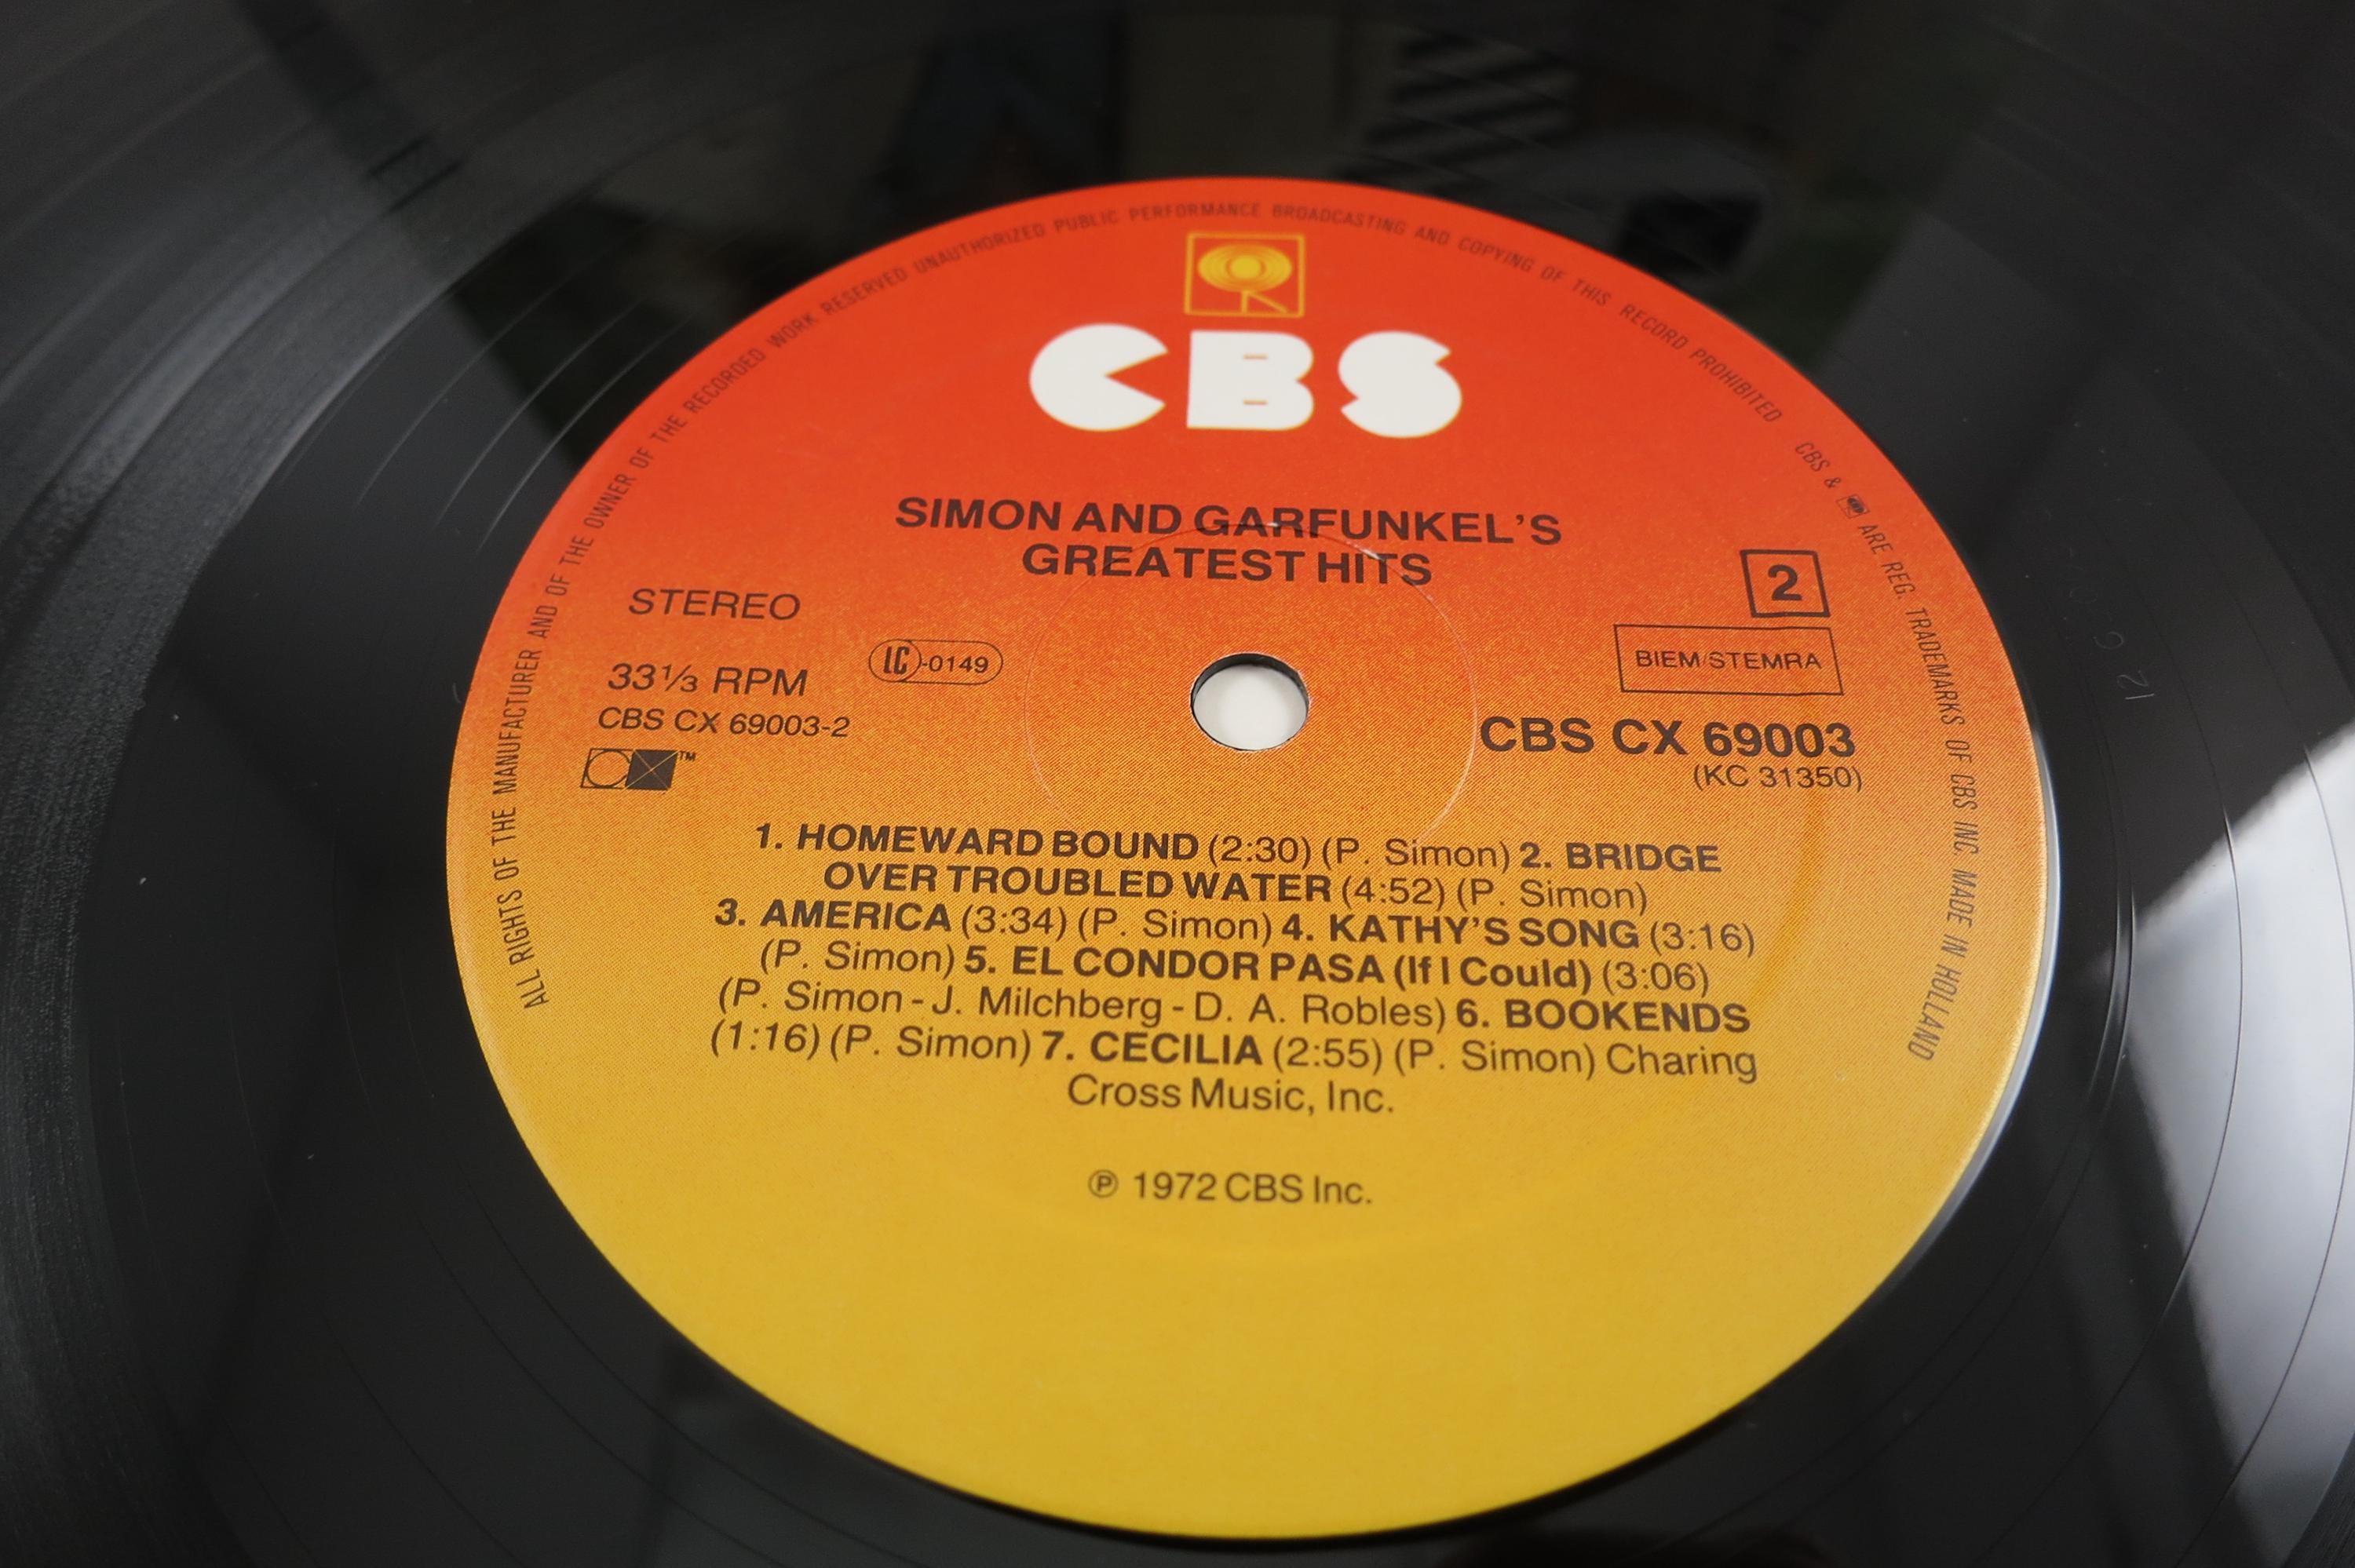 ALL RIGHTS OF THE MANUFACTURER AND OF THE OWNER OF THE RECORDED WORK RESERVED UNAUTHORIZED PUBLIC PERFORMANCE BROADCASTING AND COPYING OF THIS RECORD PROHIBITED CBS & ARE REG. TRADEMARKS OF CBS INC. MADE IN HOLLAND
CBS
SIMON AND GARFUNKEL'S
GREATEST HITS
STEREO
2
LC-0149
BIEM/STEMRA
33⅓ RPM
CBS CX 69003-2
CBS CX 69003
(KC 31350)
TM
1. HOMEWARD BOUND (2:30) (P. Simon) 2. BRIDGE
OVER TROUBLED WATER (4:52) (P. Simon)
3. AMERICA (3:34) (P. Simon) 4. KATHY'S SONG (3:16)
(P. Simon) 5. EL CONDOR PASA (If I Could) (3:06)
(P. Simon - J. Milchberg - D. A. Robles) 6. BOOKENDS
(1:16) (P. Simon) 7. CECILIA (2:55) (P. Simon) Charing
Cross Music, Inc.
℗ 1972 CBS Inc.